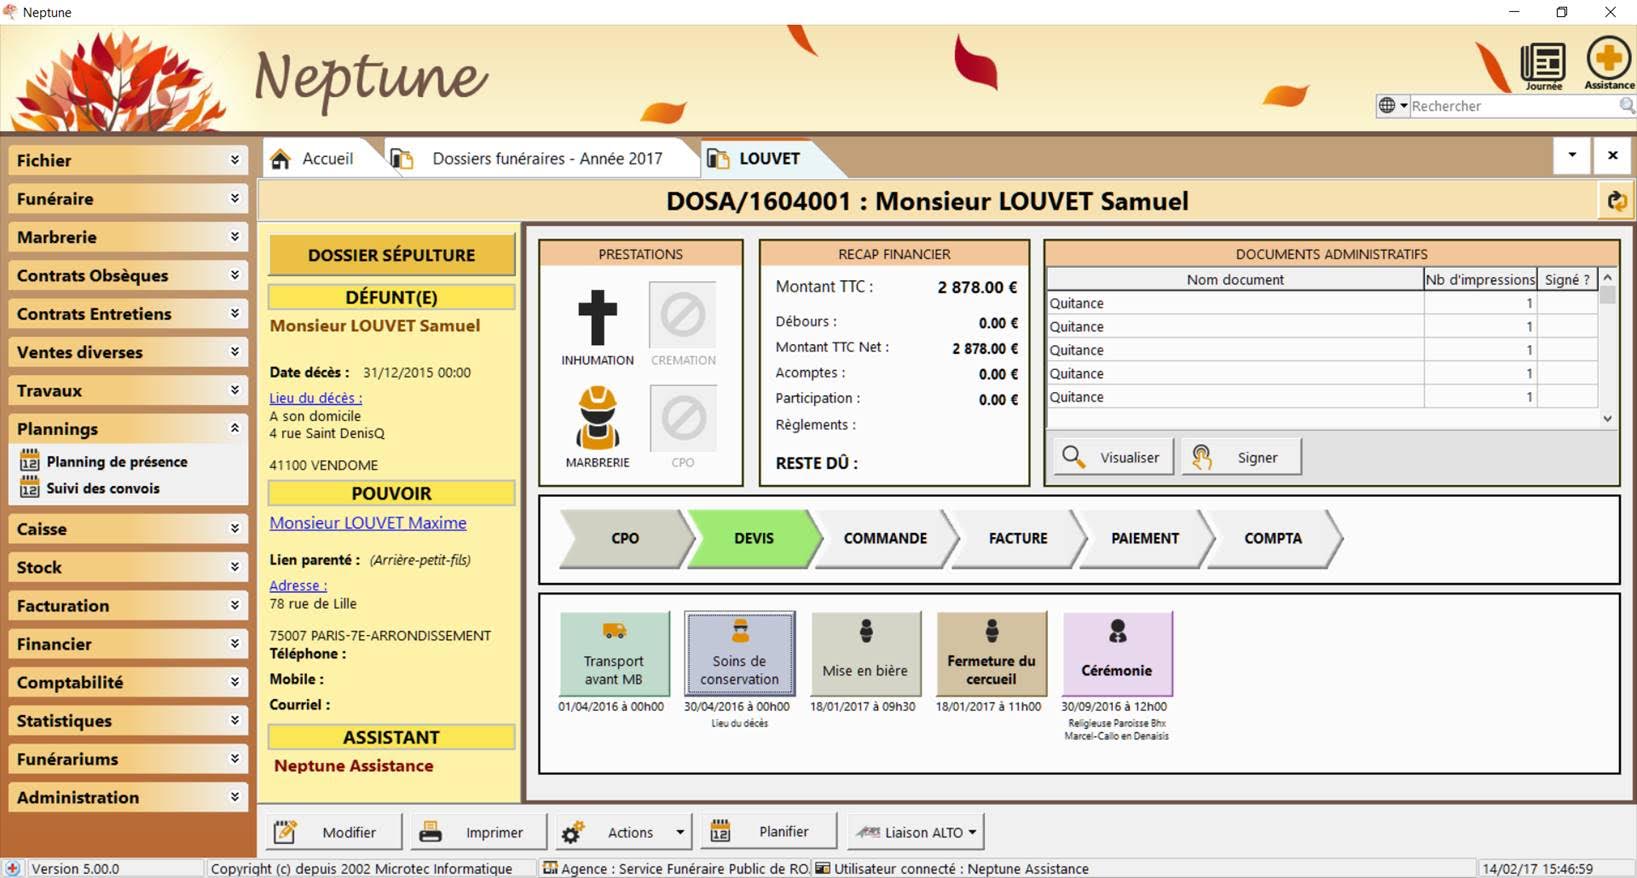 Neptune
Neptune
Journée
Assistance
Rechercher
Fichier
Funéraire
Marbrerie
Contrats Obsèques
Contrats Entretiens
Ventes diverses
Travaux
Plannings
12 Planning de présence
12 Suivi des convois
Caisse
Stock
Facturation
Financier
Comptabilité
Statistiques
Funérariums
Administration
Accueil
Dossiers funéraires - Année 2017
LOUVET
DOSA/1604001 : Monsieur LOUVET Samuel
DOSSIER SÉPULTURE
DÉFUNT(E)
Monsieur LOUVET Samuel
Date décès : 31/12/2015 00:00
Lieu du décès :
A son domicile
4 rue Saint DenisQ
41100 VENDOME
POUVOIR
Monsieur LOUVET Maxime
Lien parenté : (Arrière-petit-fils)
Adresse :
78 rue de Lille
75007 PARIS-7E-ARRONDISSEMENT
Téléphone :
Mobile :
Courriel :
ASSISTANT
Neptune Assistance
PRESTATIONS
INHUMATION
CREMATION
MARBRERIE
CPO
RECAP FINANCIER
Montant TTC : 2 878.00 €
Débours : 0.00 €
Montant TTC Net : 2 878.00 €
Acomptes : 0.00 €
Participation : 0.00 €
Règlements :
RESTE DÛ :
DOCUMENTS ADMINISTRATIFS
Nom document Nb d'impressions Signé ?
Quitance 1
Quitance 1
Quitance 1
Quitance 1
Quitance 1
Visualiser
Signer
CPO
DEVIS
COMMANDE
FACTURE
PAIEMENT
COMPTA
Transport
avant MB
01/04/2016 à 00h00
Soins de
conservation
30/04/2016 à 00h00
Lieu du décès
Mise en bière
18/01/2017 à 09h30
Fermeture du
cercueil
18/01/2017 à 11h00
Cérémonie
30/09/2016 à 12h00
Religieuse Paroisse Bhx
Marcel-Callo en Denaisis
Modifier
Imprimer
Actions
12 Planifier
Liaison ALTO
Version 5.00.0
Copyright (c) depuis 2002 Microtec Informatique
Agence : Service Funéraire Public de RO
Utilisateur connecté : Neptune Assistance
14/02/17 15:46:59